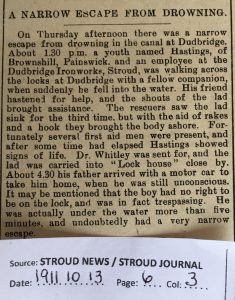 A NARROW ESCAPE FROM DROWNING.
On Thursday afternoon there was a narrow
escape from drowning in the canal at Dudbridge.
About 1.30 p.m. a youth named Hastings, of
Brownshill, Painswick, and an employee at the
Dudbridge Ironworks, Stroud, was walking across
the locks at Dudbridge with a fellow companion,
when suddenly he fell into the water. His friend
hastened for help, and the shouts of the lad
brought assistance. The rescuers saw the lad
sink for the third time, but with the aid of rakes
and a hook they brought the body ashore. For-
tunately several first aid men were present, and
after some time had elapsed Hastings showed
signs of life. Dr. Whitley was sent for, and the
lad was carried into "Lock house" close by.
About 4.30 his father arrived with a motor car to
take him home, when he was still unconscious.
It may be mentioned that the boy had no right to
be on the lock, and was in fact trespassing. He
was actually under the water more than five
minutes, and undoubtedly had a very narrow
escape.
Source: STROUD NEWS / STROUD JOURNAL
Date: 1911.10.13 Page: 6 Col: 3